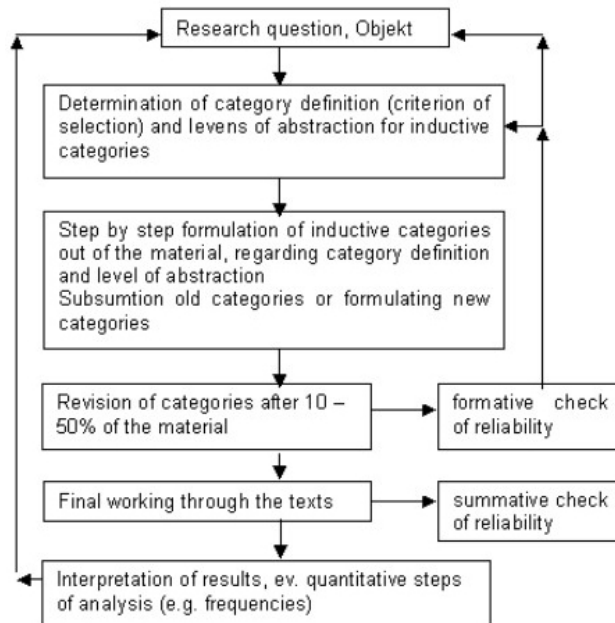 Research question, Objekt
Determination of category definition (criterion of
selection) and levens of abstraction for inductive
categories
Step by step formulation of inductive categories
out of the material, regarding category definition
and level of abstraction
Subsumtion old categories or formulating new
categories
Revision of categories after 10 –
50% of the material
formative check
of reliability
Final working through the texts
summative check
of reliability
Interpretation of results, ev. quantitative steps
of analysis (e.g. frequencies)